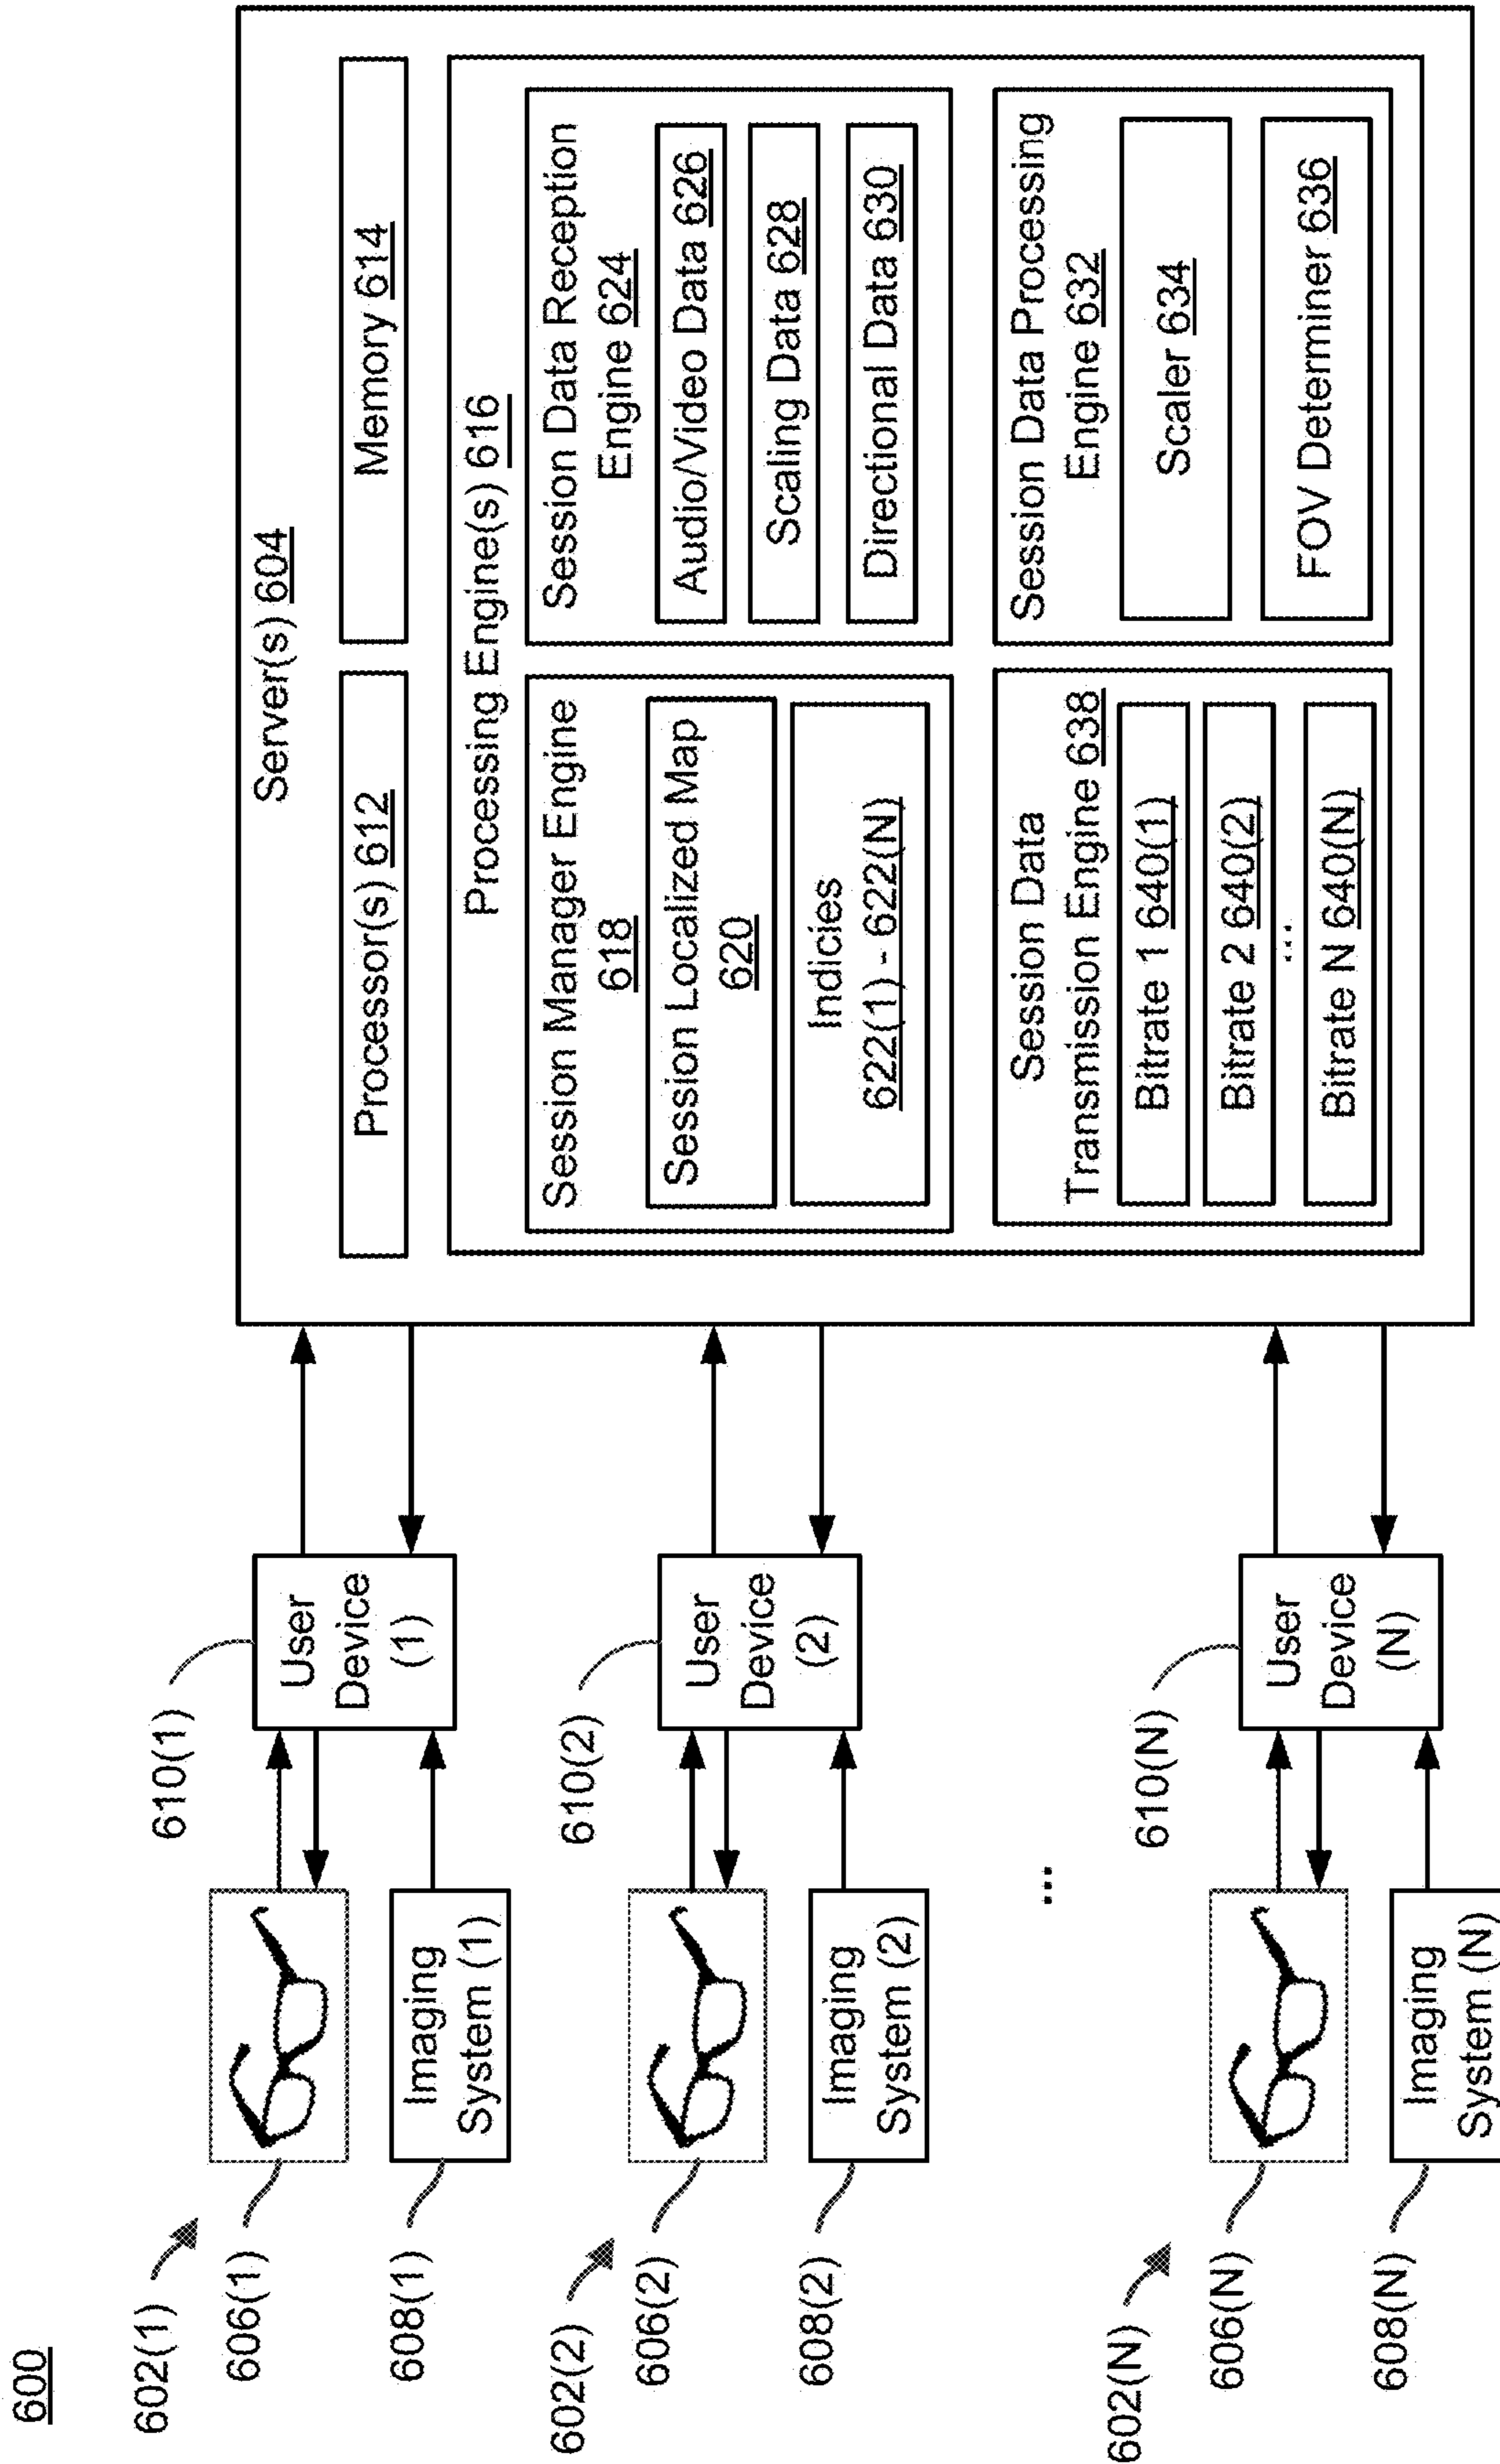 600
602(1)
606(1)
608(1)
Imaging
System (1)
610(1)
User
Device
(1)
602(2)
606(2)
608(2)
Imaging
System (2)
610(2)
User
Device
(2)
...
602(N)
606(N)
608(N)
Imaging
System (N)
610(N)
User
Device
(N)
Server(s) 604
Processor(s) 612
Memory 614
Processing Engine(s) 616
Session Manager Engine
618
Session Localized Map
620
Indicies
622(1) - 622(N)
Session Data Reception
Engine 624
Audio/Video Data 626
Scaling Data 628
Directional Data 630
Session Data
Transmission Engine 638
Bitrate 1 640(1)
Bitrate 2 640(2)
...
Bitrate N 640(N)
Session Data Processing
Engine 632
Scaler 634
FOV Determiner 636